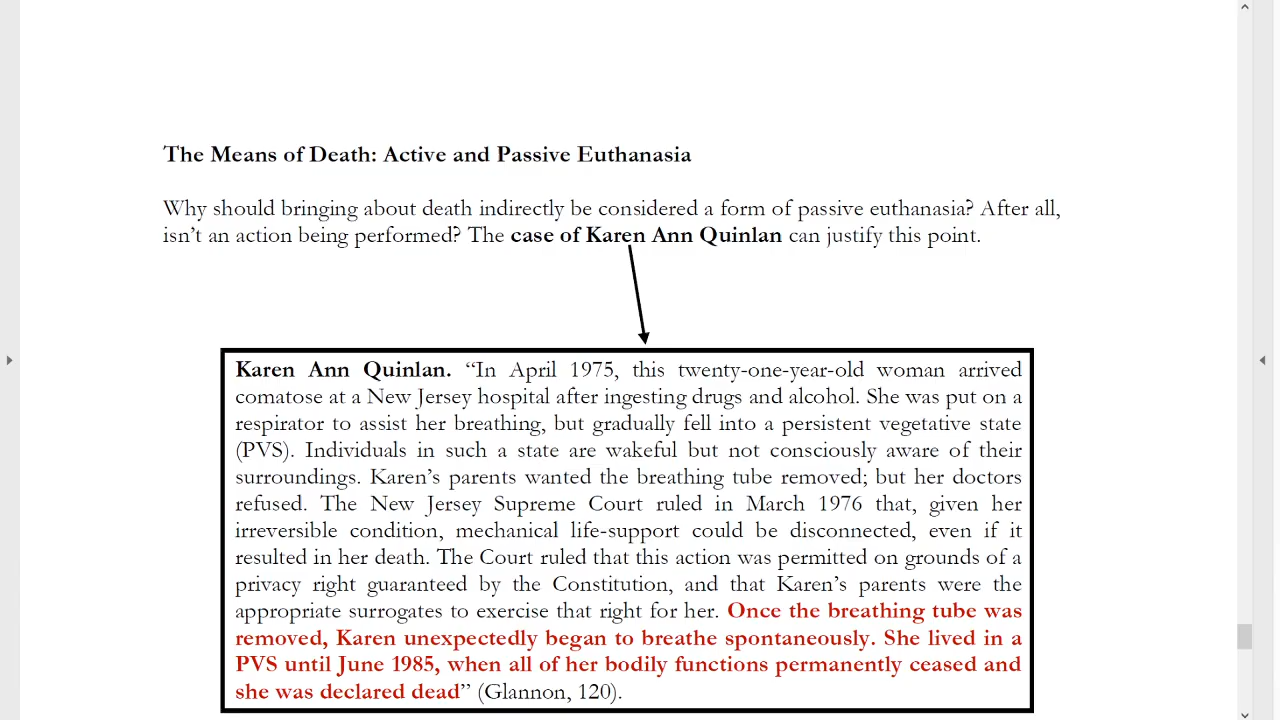 The Means of Death: Active and Passive Euthanasia
Why should bringing about death indirectly be considered a form of passive euthanasia? After all,
isn’t an action being performed? The case of Karen Ann Quinlan can justify this point.
Karen Ann Quinlan. “In April 1975, this twenty-one-year-old woman arrived
comatose at a New Jersey hospital after ingesting drugs and alcohol. She was put on a
respirator to assist her breathing, but gradually fell into a persistent vegetative state
(PVS). Individuals in such a state are wakeful but not consciously aware of their
surroundings. Karen’s parents wanted the breathing tube removed; but her doctors
refused. The New Jersey Supreme Court ruled in March 1976 that, given her
irreversible condition, mechanical life-support could be disconnected, even if it
resulted in her death. The Court ruled that this action was permitted on grounds of a
privacy right guaranteed by the Constitution, and that Karen’s parents were the
appropriate surrogates to exercise that right for her. Once the breathing tube was
removed, Karen unexpectedly began to breathe spontaneously. She lived in a
PVS until June 1985, when all of her bodily functions permanently ceased and
she was declared dead” (Glannon, 120).